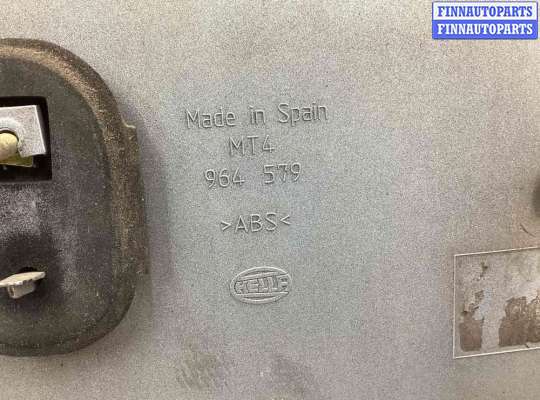 FINNAUTOPARTS
FINNAUTOPARTS
Made in Spain
MT4
964 579
>ABS<
HELLA